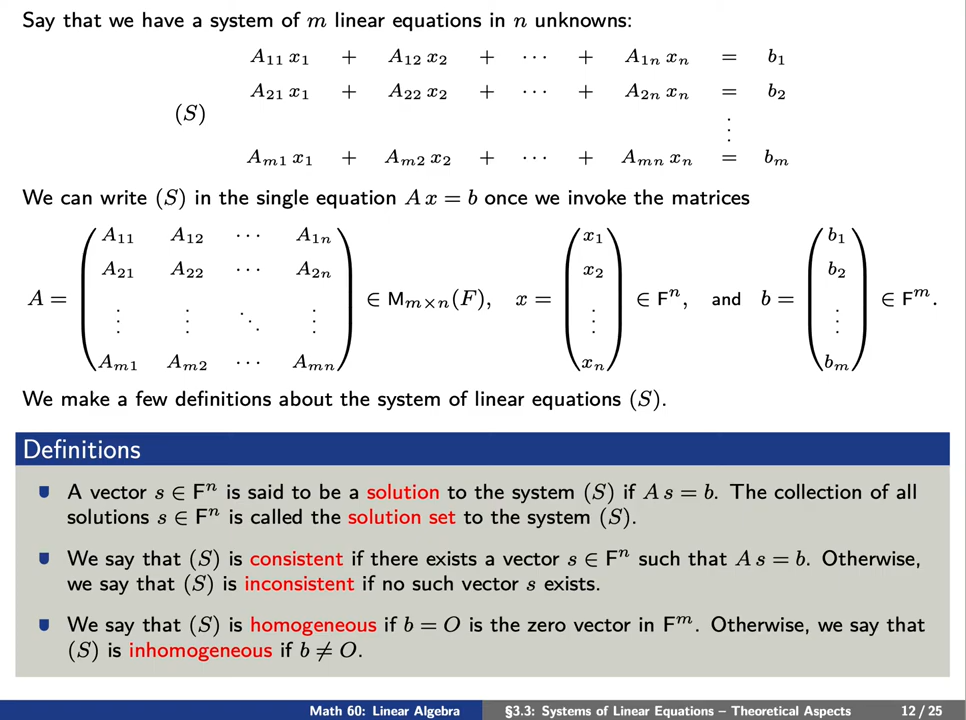 Say that we have a system of m linear equations in n unknowns:
A₁₁ x₁ + A₁₂ x₂ + ⋯ + A₁ₙ xₙ = b₁
A₂₁ x₁ + A₂₂ x₂ + ⋯ + A₂ₙ xₙ = b₂
(S)
⋮
Aₘ₁ x₁ + Aₘ₂ x₂ + ⋯ + Aₘₙ xₙ = bₘ
We can write (S) in the single equation A x = b once we invoke the matrices
A = ( A₁₁ A₁₂ ⋯ A₁ₙ ; A₂₁ A₂₂ ⋯ A₂ₙ ; ⋮ ⋮ ⋱ ⋮ ; Aₘ₁ Aₘ₂ ⋯ Aₘₙ ) ∈ Mₘ×ₙ(F), x = ( x₁ ; x₂ ; ⋮ ; xₙ ) ∈ Fⁿ, and b = ( b₁ ; b₂ ; ⋮ ; bₘ ) ∈ Fᵐ.
We make a few definitions about the system of linear equations (S).
Definitions
A vector s ∈ Fⁿ is said to be a solution to the system (S) if A s = b. The collection of all
solutions s ∈ Fⁿ is called the solution set to the system (S).
We say that (S) is consistent if there exists a vector s ∈ Fⁿ such that A s = b. Otherwise,
we say that (S) is inconsistent if no such vector s exists.
We say that (S) is homogeneous if b = O is the zero vector in Fᵐ. Otherwise, we say that
(S) is inhomogeneous if b ≠ O.
Math 60: Linear Algebra §3.3: Systems of Linear Equations – Theoretical Aspects 12 / 25